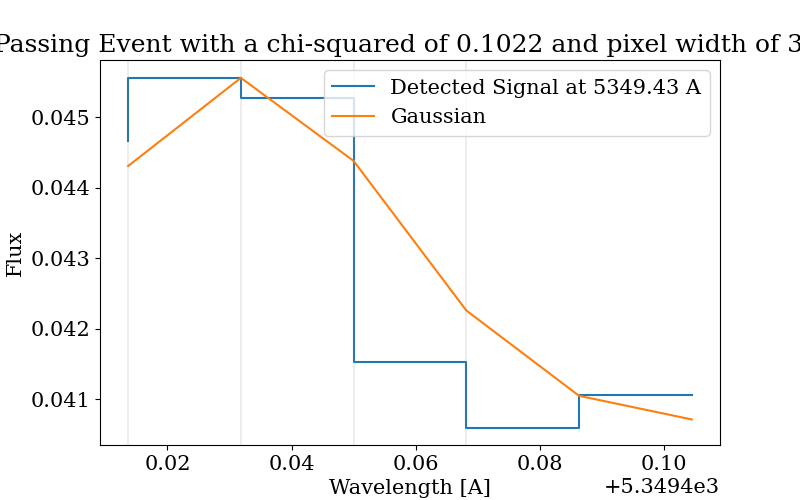 Passing Event with a chi-squared of 0.1022 and pixel width of 3
Detected Signal at 5349.43 A
Gaussian
0.045
0.044
0.043
0.042
0.041
Flux
0.02 0.04 0.06 0.08 0.10
Wavelength [A]
+5.3494e3